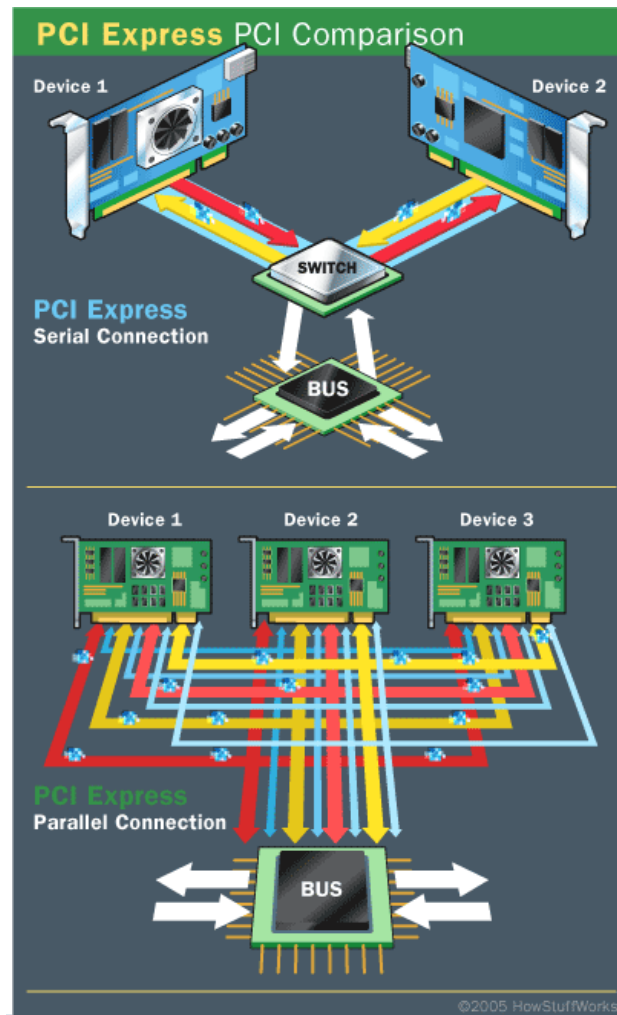 PCI Express PCI Comparison
Device 1
Device 2
SWITCH
PCI Express
Serial Connection
BUS
Device 1
Device 2
Device 3
PCI Express
Parallel Connection
BUS
©2005 HowStuffWorks